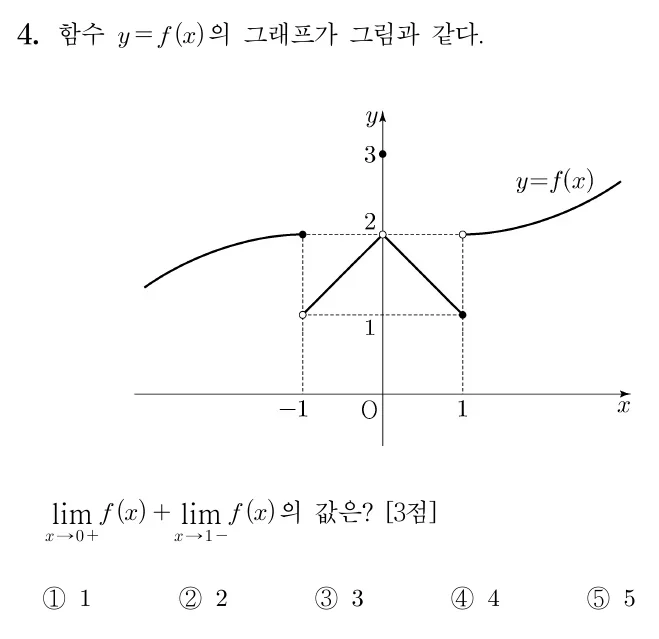 4. 함수 y=f(x)의 그래프가 그림과 같다.
y
3
y=f(x)
2
1
−1
O
1
x
lim f(x)+ lim f(x)의 값은? [3점]
x→0+ x→1−
① 1 ② 2 ③ 3 ④ 4 ⑤ 5